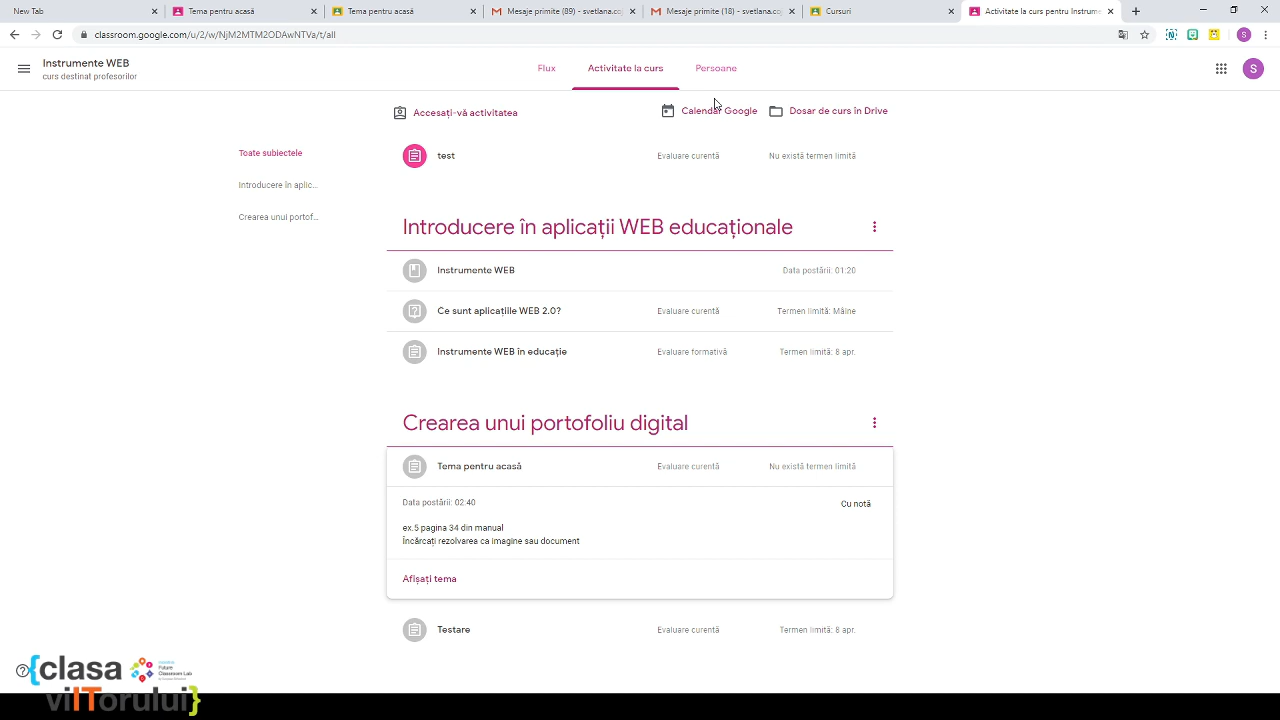 New Tab
Tema pentru acasă
Tema pentru acasă
Mesaje primite (89) - svetlana.coj
Mesaje primite (18) - svetlana.coj
Cursuri
Activitate la curs pentru Instrume
classroom.google.com/u/2/w/NjM2MTM2ODAwNTVa/t/all
S
Instrumente WEB
curs destinat profesorilor
Flux
Activitate la curs
Persoane
S
Accesați-vă activitatea
Calendar Google
Dosar de curs în Drive
Toate subiectele
Introducere în aplic...
Crearea unui portof...
test
Evaluare curentă
Nu există termen limită
Introducere în aplicații WEB educaționale
Instrumente WEB
Data postării: 01:20
Ce sunt aplicațiile WEB 2.0?
Evaluare curentă
Termen limită: Mâine
Instrumente WEB în educație
Evaluare formativă
Termen limită: 8 apr.
Crearea unui portofoliu digital
Tema pentru acasă
Evaluare curentă
Nu există termen limită
Data postării: 02:40
Cu notă
ex.5 pagina 34 din manual
Încărcați rezolvarea ca imagine sau document
Afișați tema
Testare
Evaluare curentă
Termen limită: 8 apr.
{clasa
viITorului}
Future
Classroom Lab